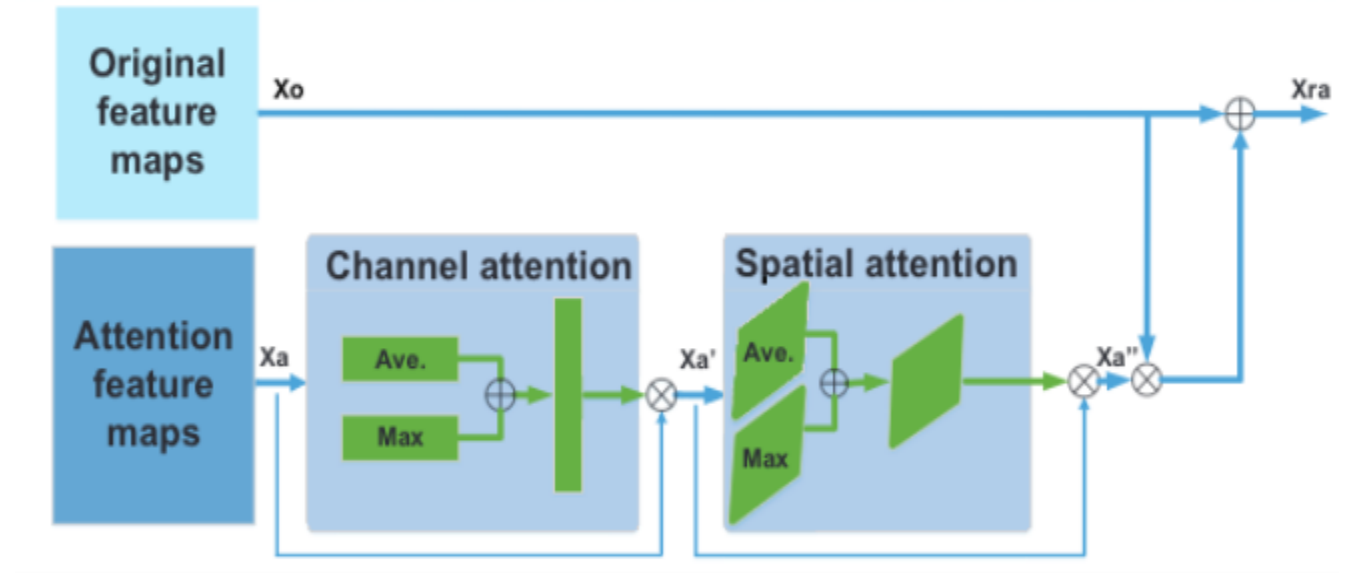 Original
feature
maps
Xo
Xra
Attention
feature
maps
Xa
Channel attention
Ave.
Max
Xa'
Spatial attention
Ave.
Max
Xa"